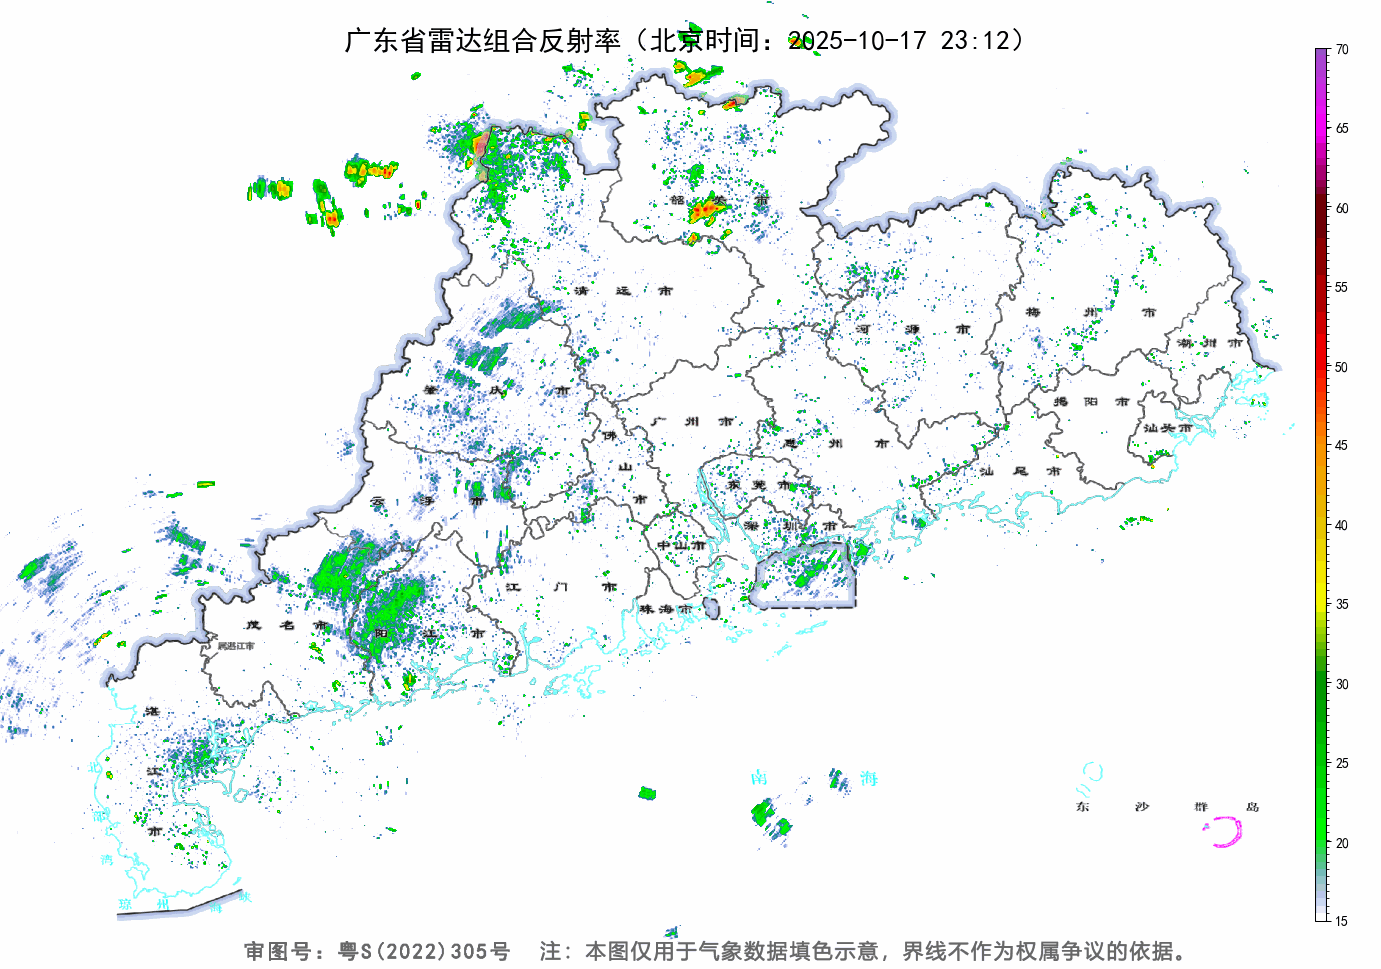 广东省雷达组合反射率（北京时间：2025-10-17 23:12）
70
65
60
55
50
45
40
35
30
25
20
15
韶关市
清远市
河源市
梅州市
潮州市
肇庆市
广州市
惠州市
揭阳市
汕头市
佛山市
云浮市
东莞市
汕尾市
深圳市
中山市
江门市
珠海市
茂名市
阳江市
属湛江市
湛江市
南海
东沙群岛
北部湾
琼州海峡
审图号：粤S(2022)305号 注：本图仅用于气象数据填色示意，界线不作为权属争议的依据。